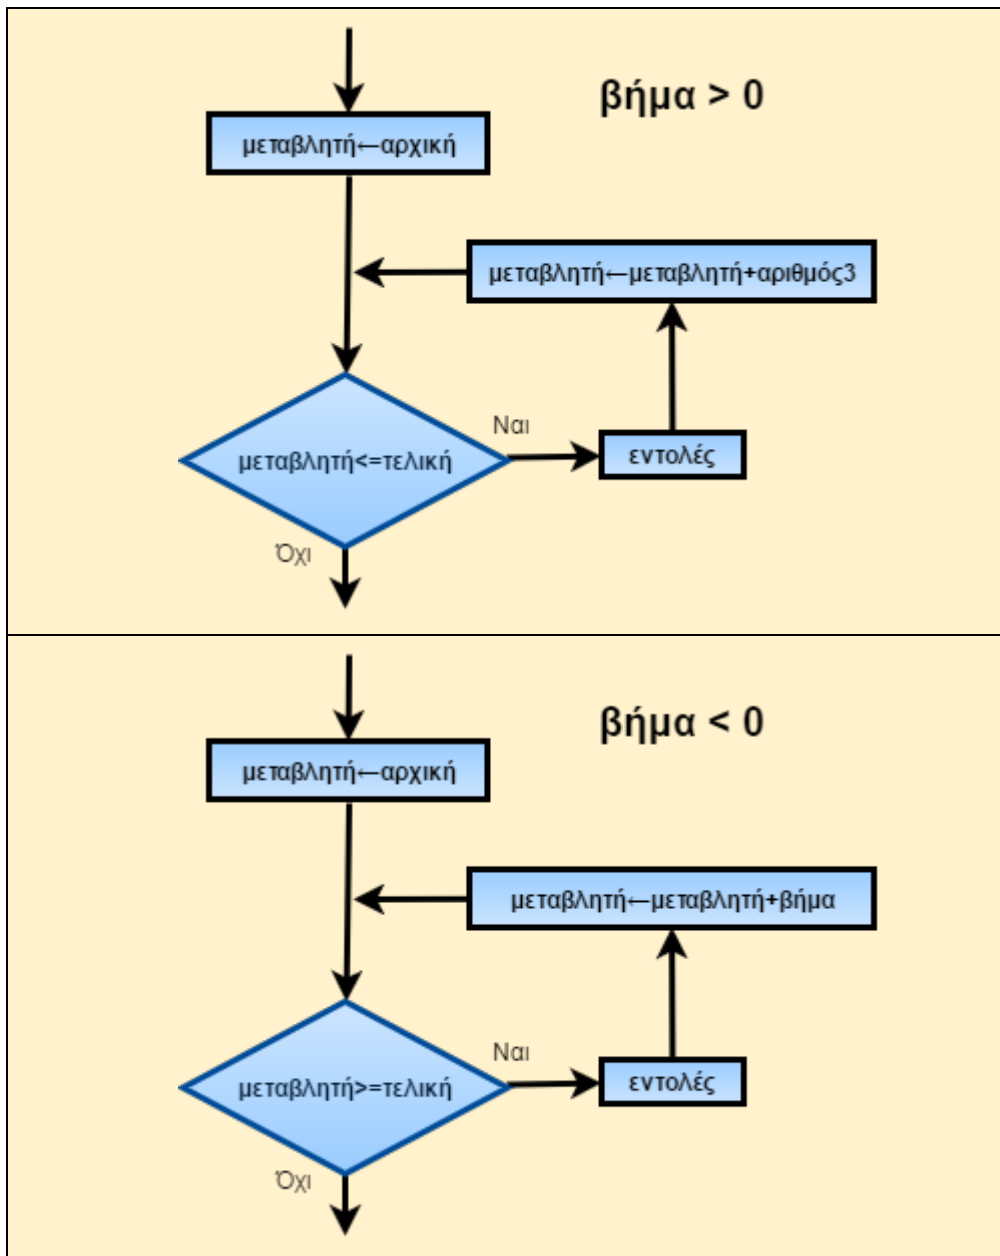 βήμα > 0
μεταβλητή←αρχική
μεταβλητή←μεταβλητή+αριθμός3
μεταβλητή<=τελική
Ναι
εντολές
Όχι
βήμα < 0
μεταβλητή←αρχική
μεταβλητή←μεταβλητή+βήμα
μεταβλητή>=τελική
Ναι
εντολές
Όχι